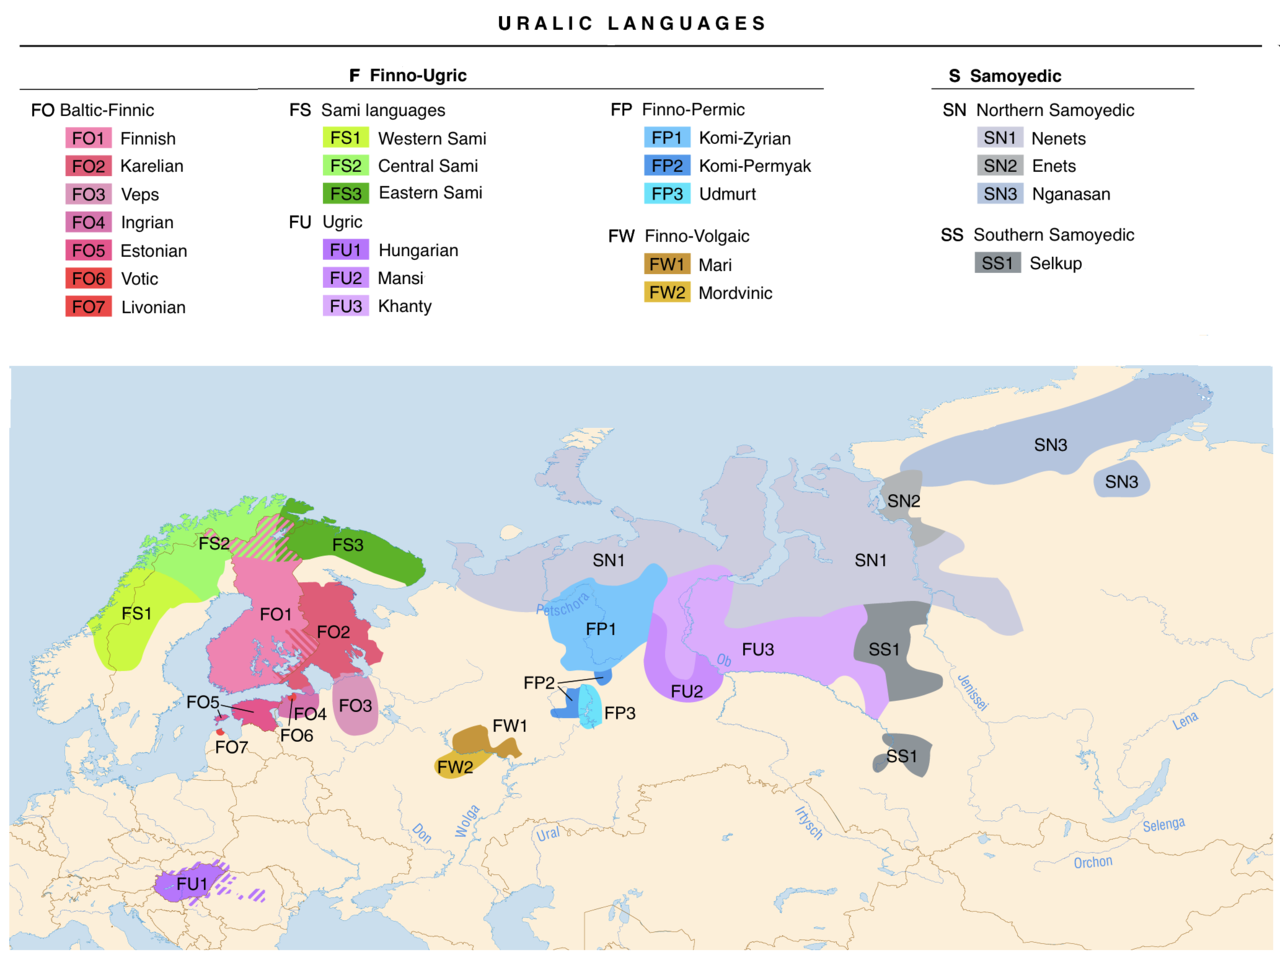 URALIC LANGUAGES
F Finno-Ugric
S Samoyedic
FO Baltic-Finnic
FO1 Finnish
FO2 Karelian
FO3 Veps
FO4 Ingrian
FO5 Estonian
FO6 Votic
FO7 Livonian
FS Sami languages
FS1 Western Sami
FS2 Central Sami
FS3 Eastern Sami
FU Ugric
FU1 Hungarian
FU2 Mansi
FU3 Khanty
FP Finno-Permic
FP1 Komi-Zyrian
FP2 Komi-Permyak
FP3 Udmurt
FW Finno-Volgaic
FW1 Mari
FW2 Mordvinic
SN Northern Samoyedic
SN1 Nenets
SN2 Enets
SN3 Nganasan
SS Southern Samoyedic
SS1 Selkup
SN3
SN3
SN2
FS2
FS3
SN1
SN1
Petschora
FS1
FO1
FO2
FP1
FU3
SS1
Ob
FP2
FU2
Jenissel
FO5
FO3
FO4
FP3
FO6
FO7
FW1
Lena
SS1
FW2
Don
Wolga
Ural
Irtysch
Selenga
Orchon
FU1